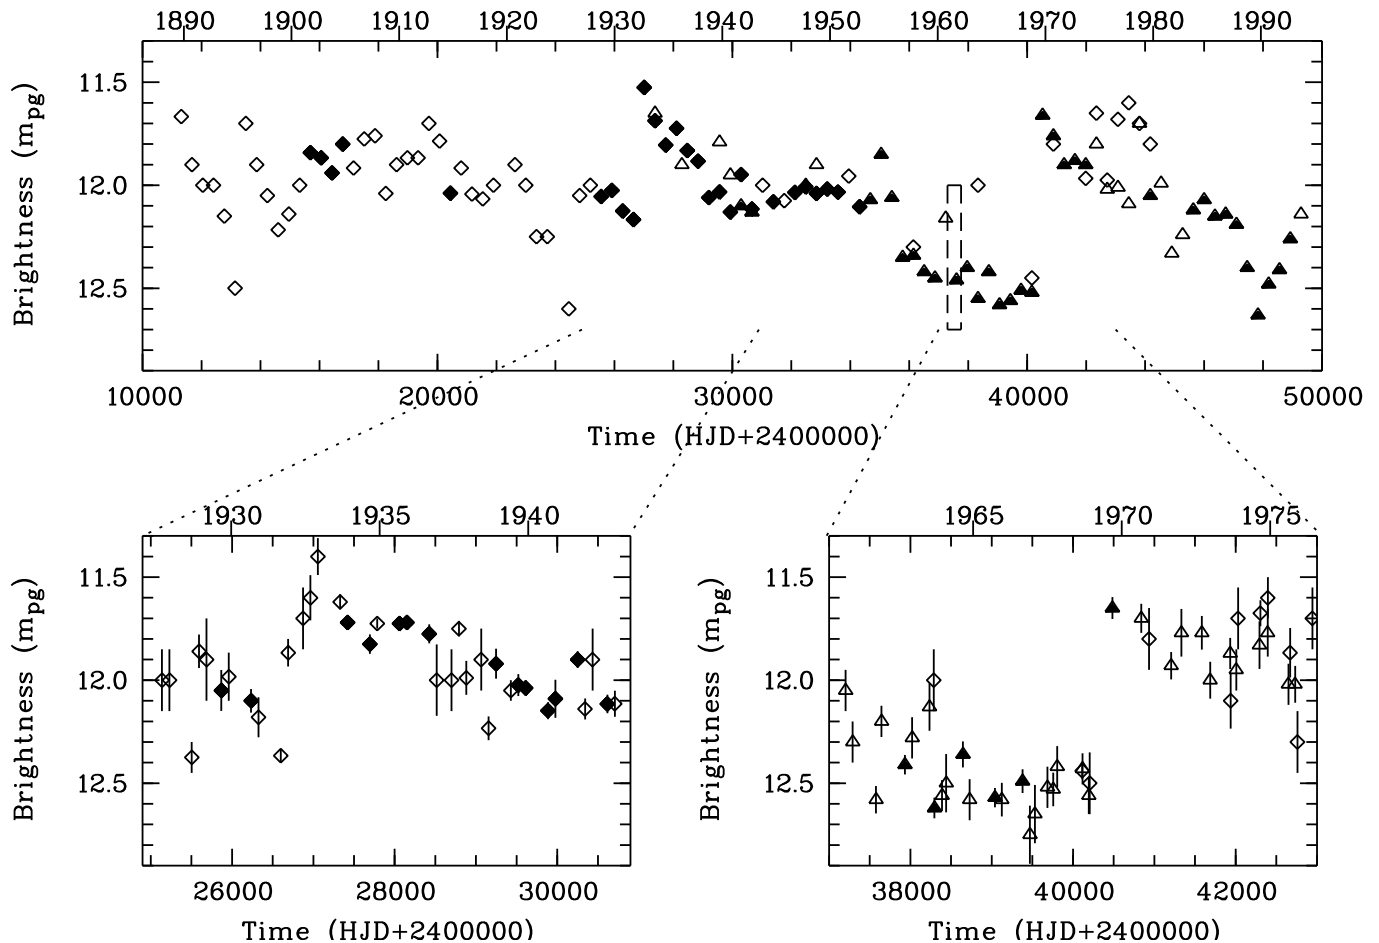 1890 1900 1910 1920 1930 1940 1950 1960 1970 1980 1990
Brightness (mpg)
11.5
12.0
12.5
10000 20000 30000 40000 50000
Time (HJD+2400000)
1930 1935 1940
Brightness (mpg)
11.5
12.0
12.5
26000 28000 30000
Time (HJD+2400000)
1965 1970 1975
Brightness (mpg)
11.5
12.0
12.5
38000 40000 42000
Time (HJD+2400000)